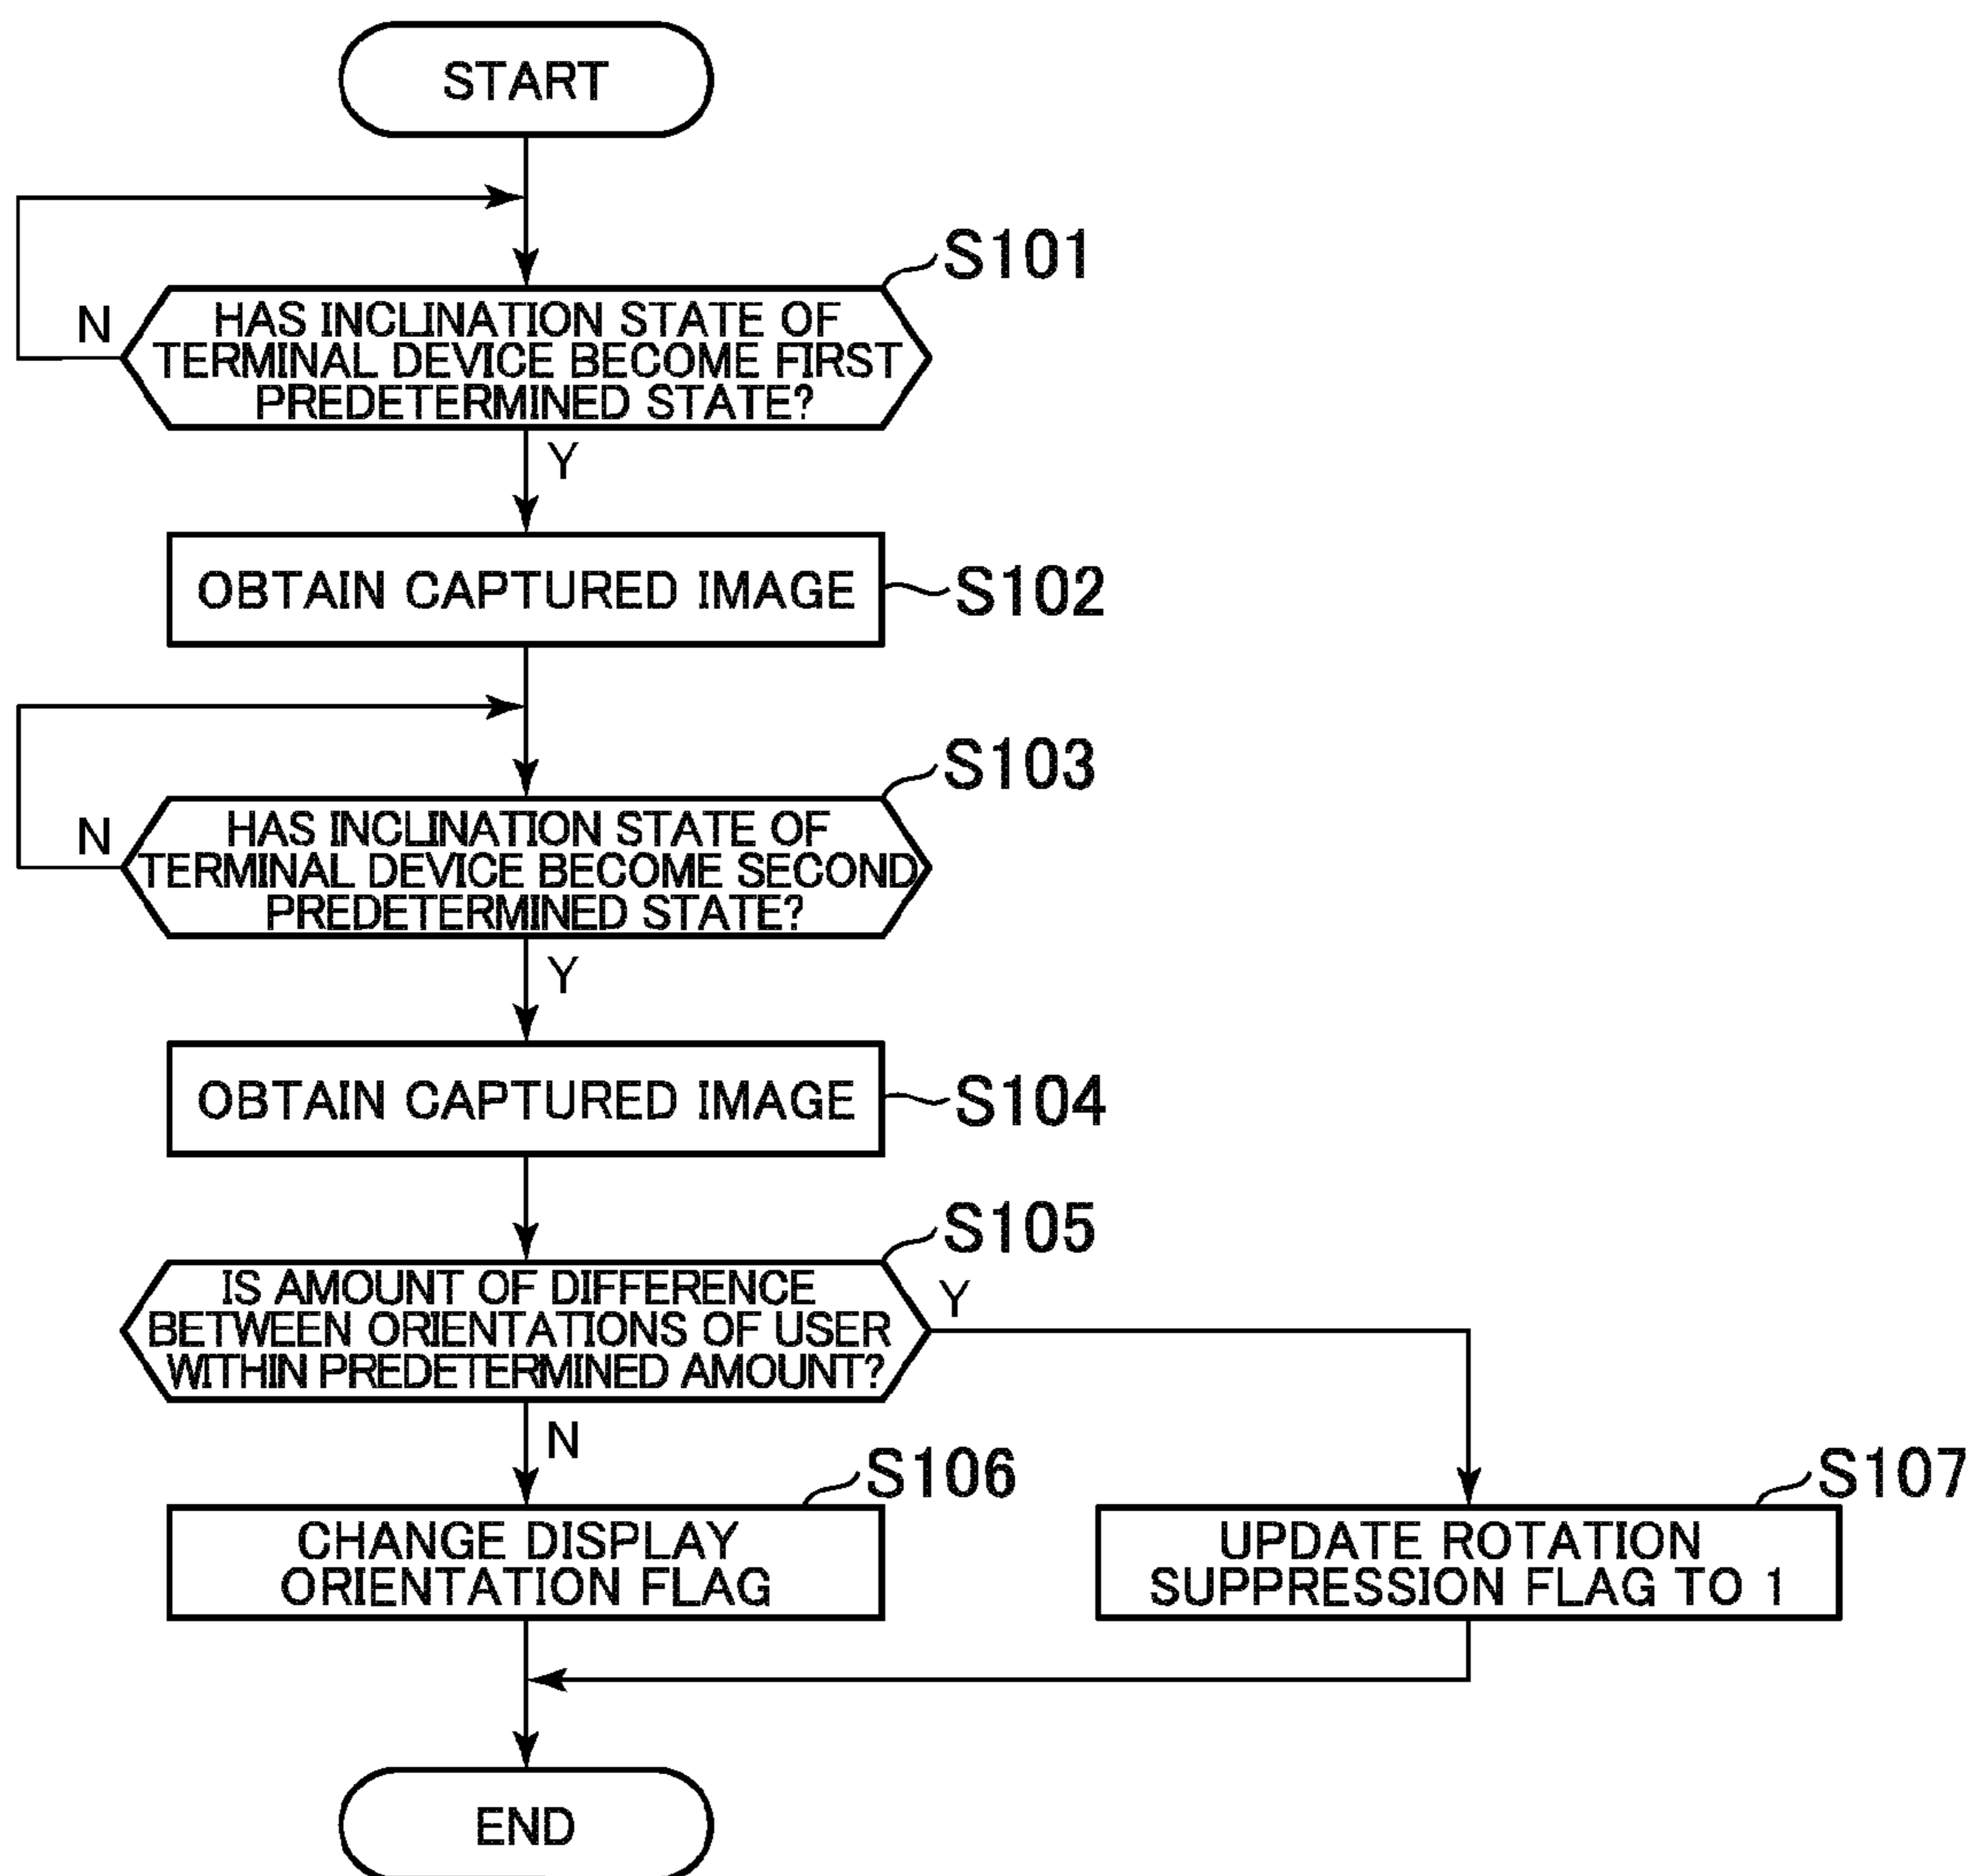 START
S101
N
HAS INCLINATION STATE OF
TERMINAL DEVICE BECOME FIRST
PREDETERMINED STATE?
Y
OBTAIN CAPTURED IMAGE
S102
S103
N
HAS INCLINATION STATE OF
TERMINAL DEVICE BECOME SECOND
PREDETERMINED STATE?
Y
OBTAIN CAPTURED IMAGE
S104
S105
IS AMOUNT OF DIFFERENCE
BETWEEN ORIENTATIONS OF USER
WITHIN PREDETERMINED AMOUNT?
Y
N
S106
CHANGE DISPLAY
ORIENTATION FLAG
S107
UPDATE ROTATION
SUPPRESSION FLAG TO 1
END